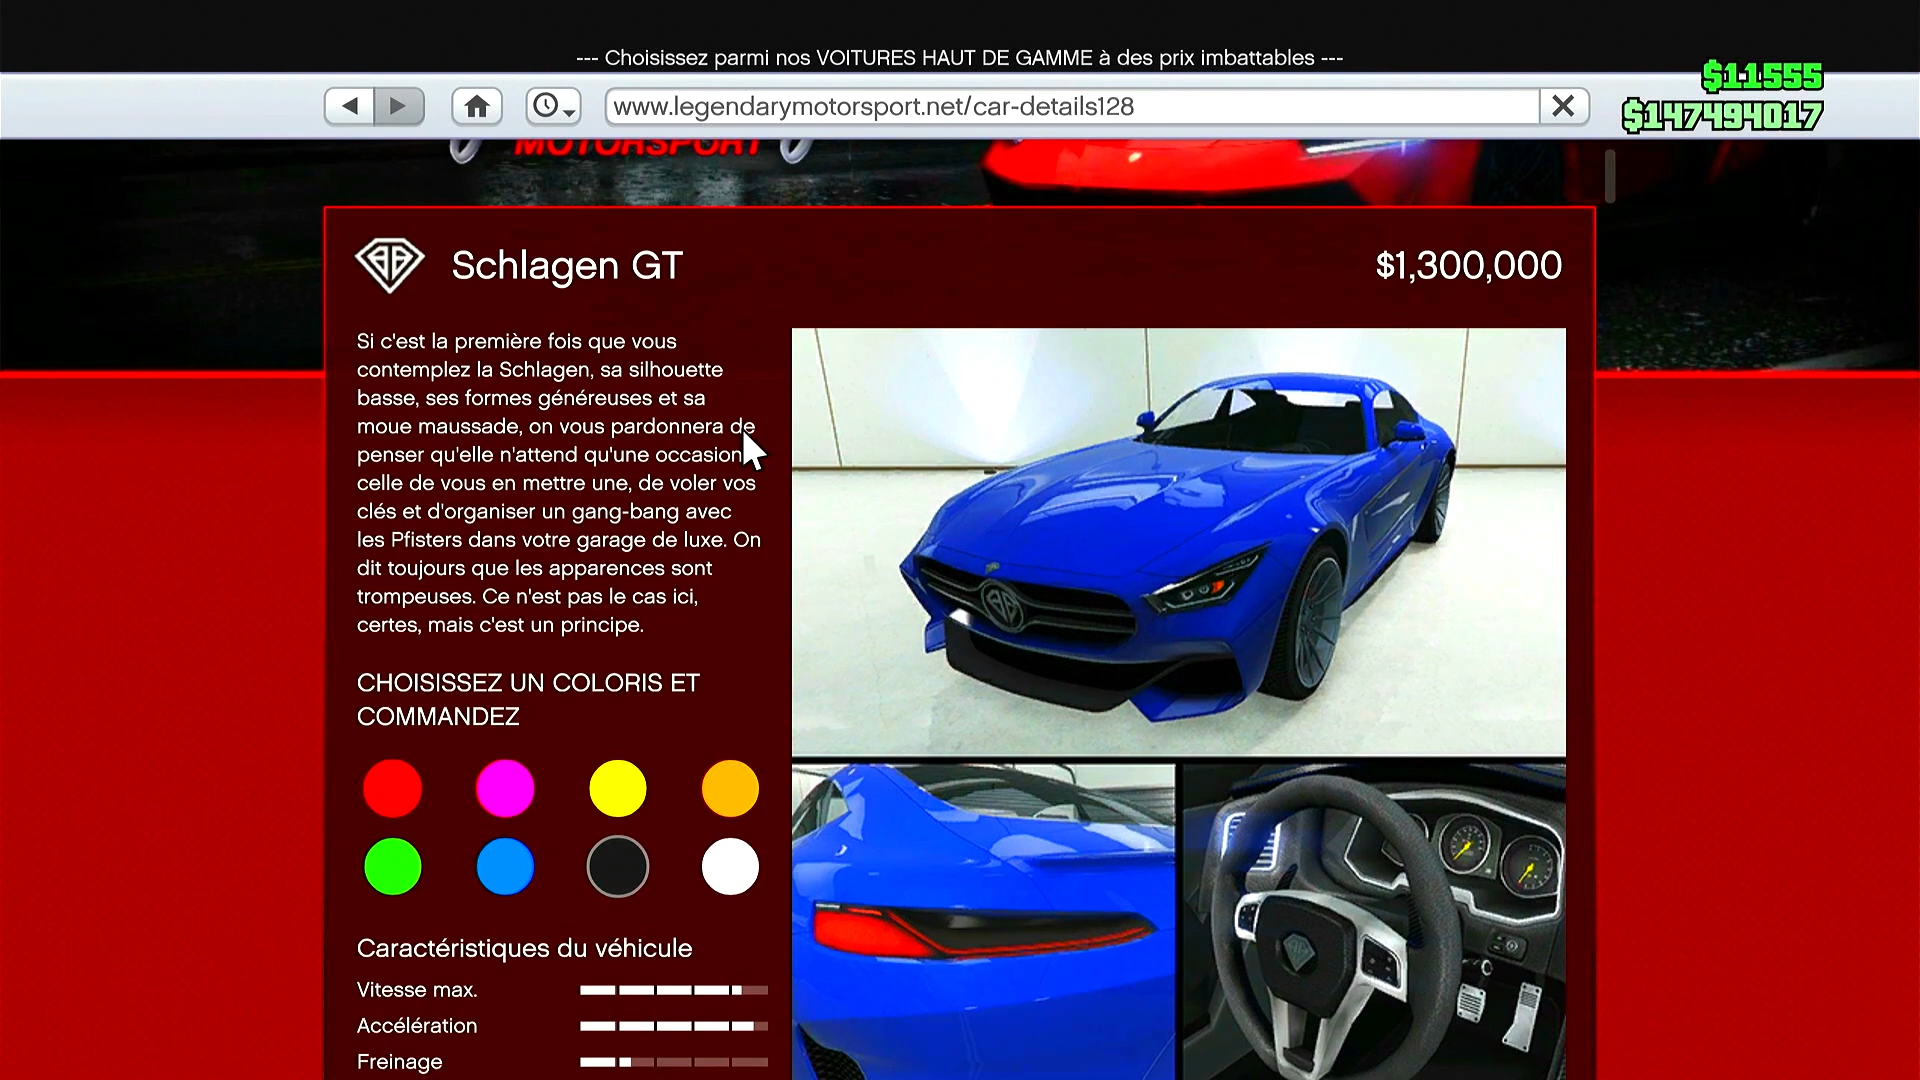 --- Choisissez parmi nos VOITURES HAUT DE GAMME à des prix imbattables ---
$11555
www.legendarymotorsport.net/car-details128
$147494017
MOTORSPORT
Schlagen GT
$1,300,000
Si c'est la première fois que vous
contemplez la Schlagen, sa silhouette
basse, ses formes généreuses et sa
moue maussade, on vous pardonnera de
penser qu'elle n'attend qu'une occasion,
celle de vous en mettre une, de voler vos
clés et d'organiser un gang-bang avec
les Pfisters dans votre garage de luxe. On
dit toujours que les apparences sont
trompeuses. Ce n'est pas le cas ici,
certes, mais c'est un principe.
CHOISISSEZ UN COLORIS ET
COMMANDEZ
Caractéristiques du véhicule
Vitesse max.
Accélération
Freinage